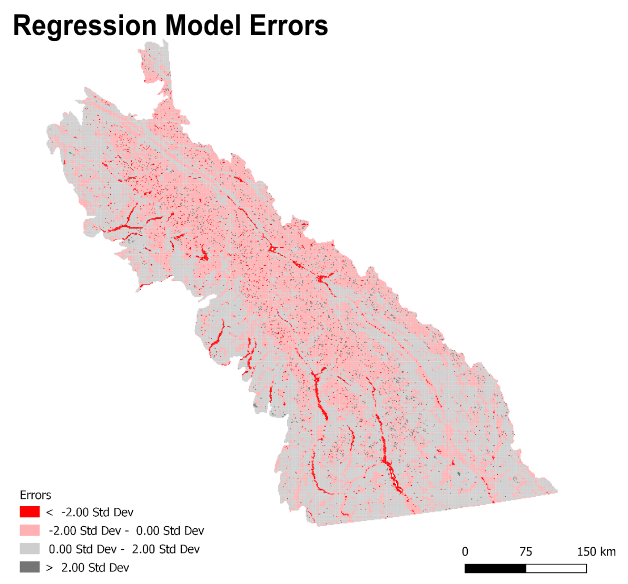 Regression Model Errors
Errors
< -2.00 Std Dev
-2.00 Std Dev - 0.00 Std Dev
0.00 Std Dev - 2.00 Std Dev
> 2.00 Std Dev
0 75 150 km